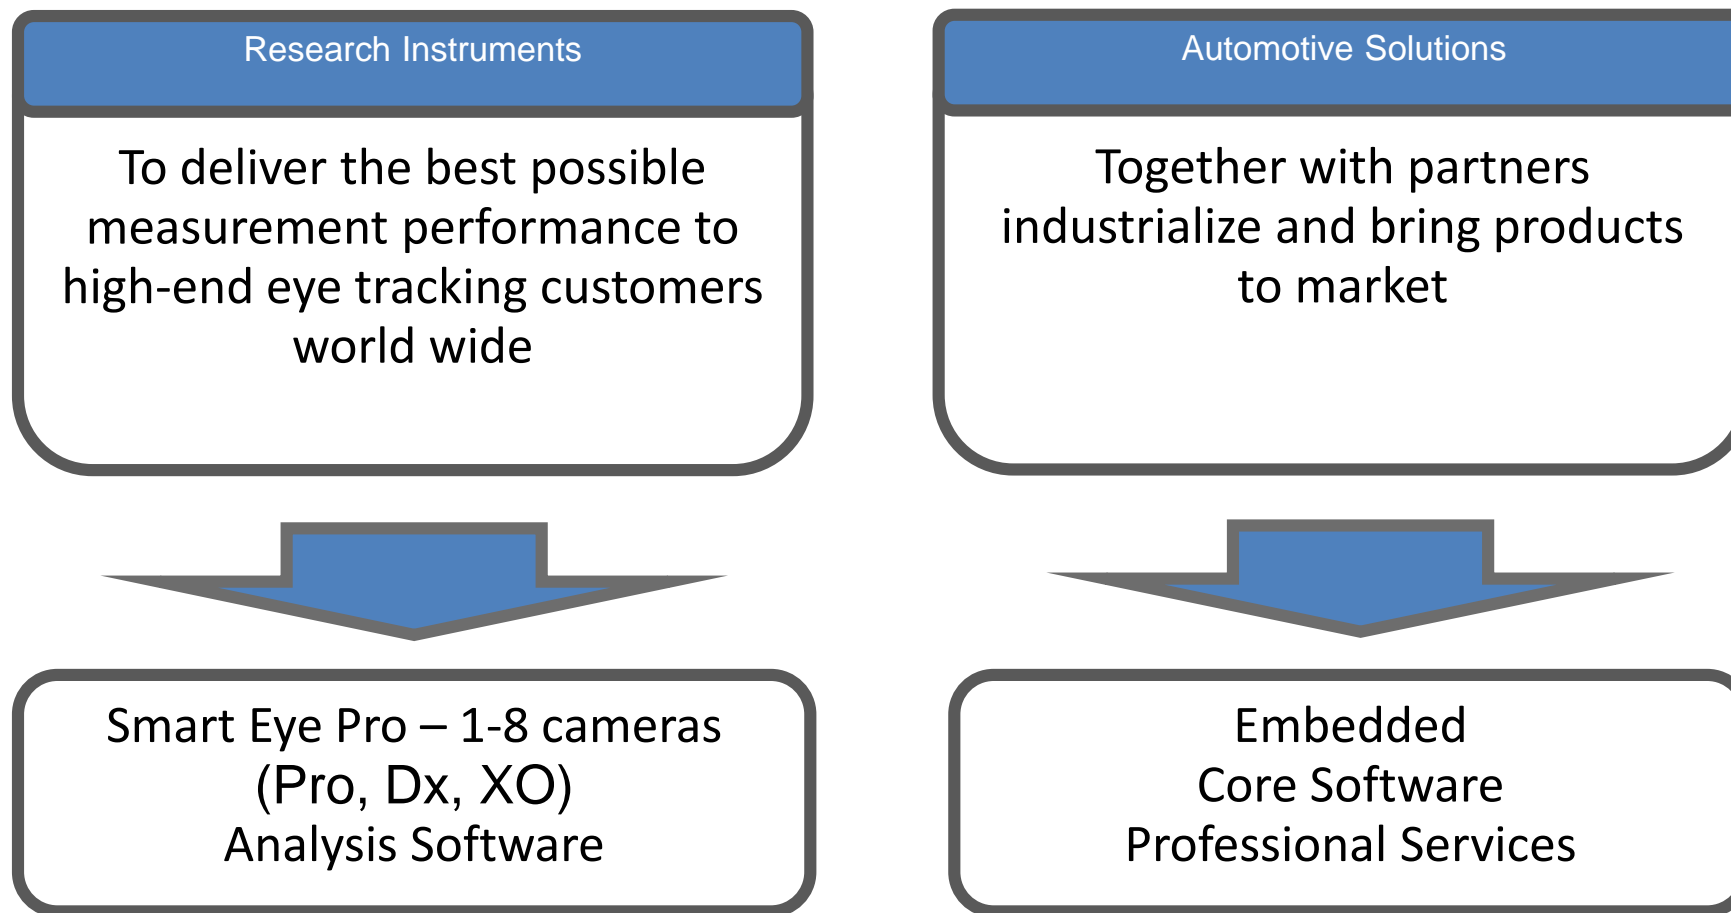 Research Instruments
To deliver the best possible
measurement performance to
high-end eye tracking customers
world wide
Smart Eye Pro – 1-8 cameras
(Pro, Dx, XO)
Analysis Software
Automotive Solutions
Together with partners
industrialize and bring products
to market
Embedded
Core Software
Professional Services